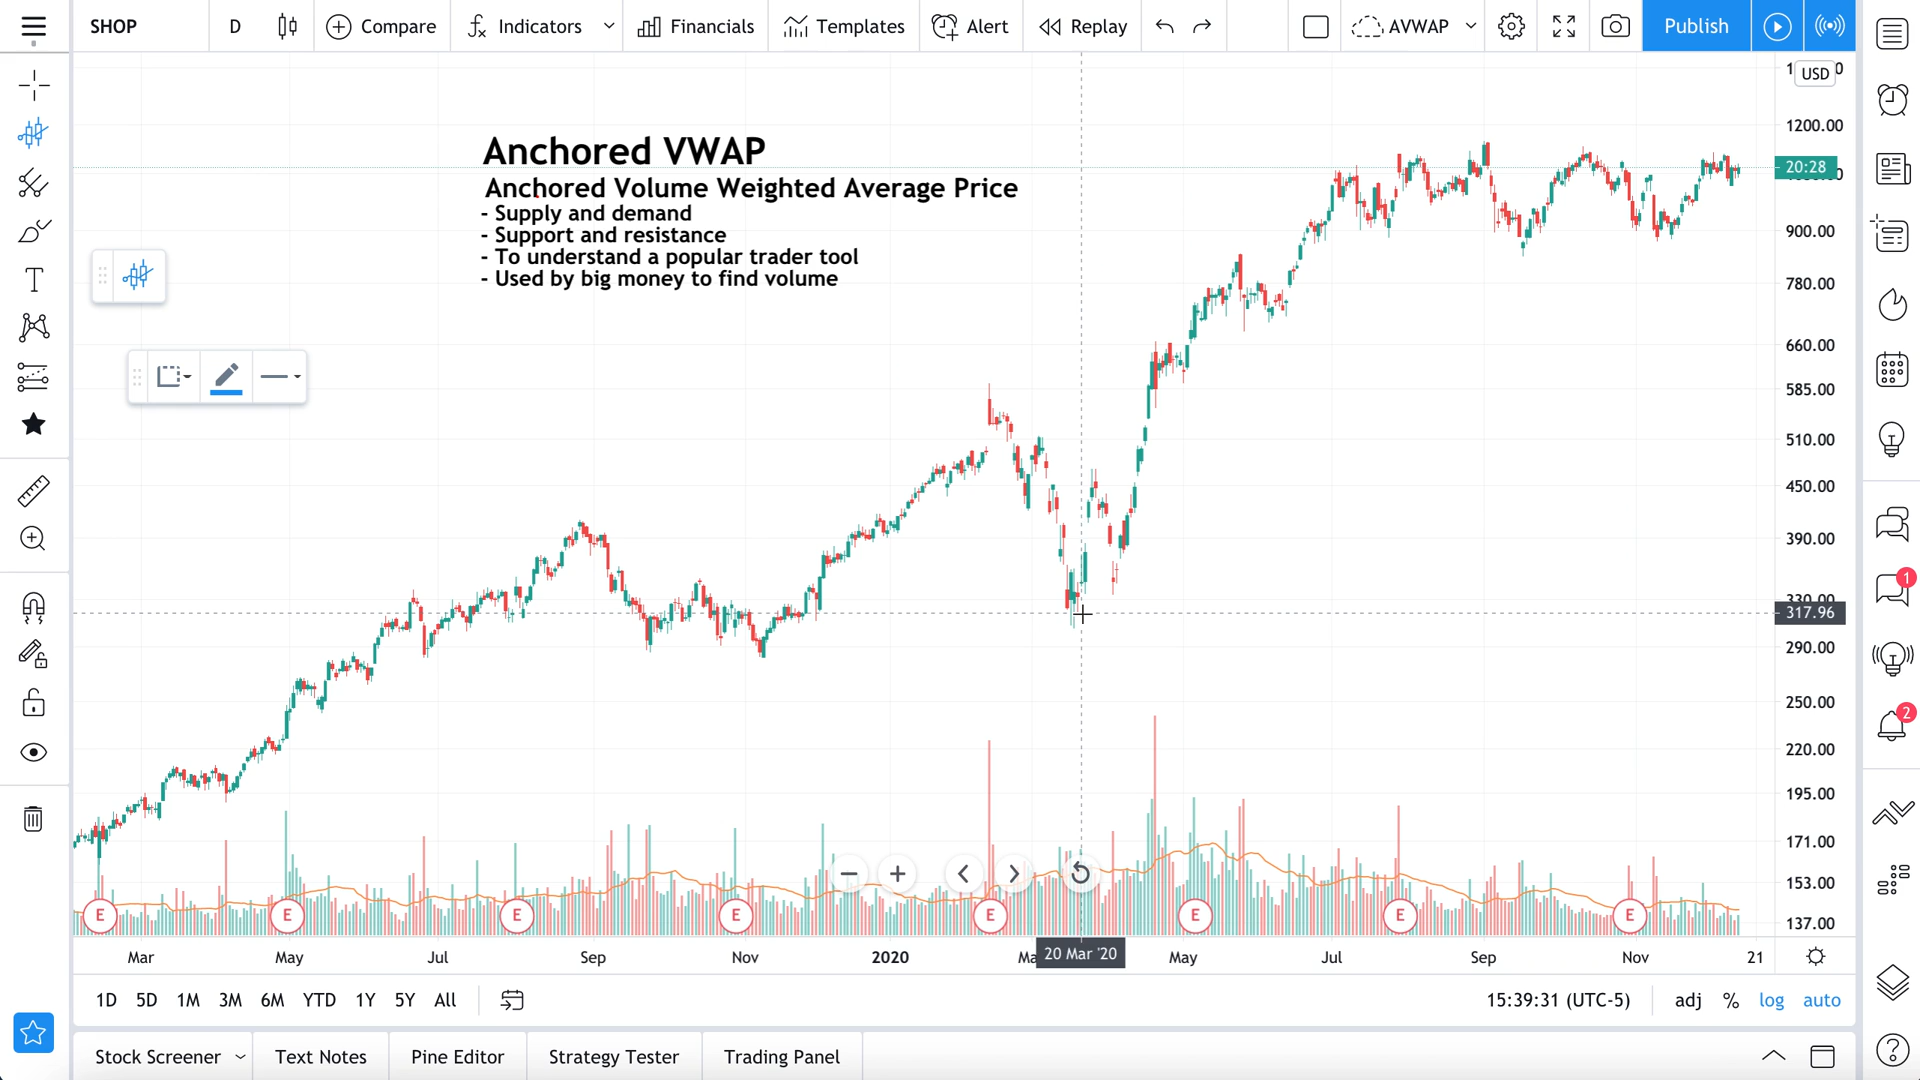 SHOP
D
Compare
Indicators
Financials
Templates
Alert
Replay
AVWAP
Publish
USD
Anchored VWAP
Anchored Volume Weighted Average Price
- Supply and demand
- Support and resistance
- To understand a popular trader tool
- Used by big money to find volume
1200.00
20:28
900.00
780.00
660.00
585.00
510.00
450.00
390.00
330.00
317.96
290.00
250.00
220.00
195.00
171.00
153.00
137.00
1
2
E E E E E E E E
Mar May Jul Sep Nov 2020 20 Mar '20 May Jul Sep Nov 21
1D 5D 1M 3M 6M YTD 1Y 5Y All
15:39:31 (UTC-5) adj % log auto
Stock Screener Text Notes Pine Editor Strategy Tester Trading Panel